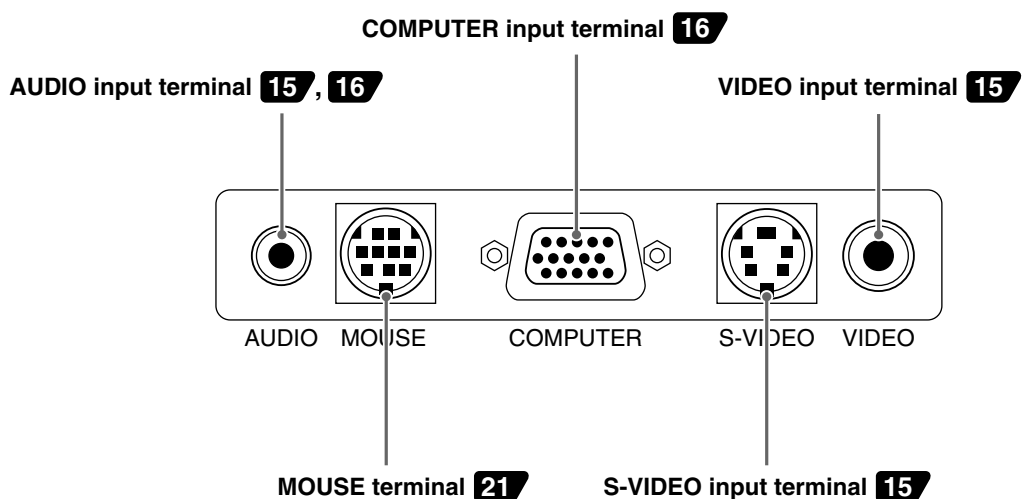 COMPUTER input terminal 16
AUDIO input terminal 15, 16
VIDEO input terminal 15
AUDIO MOUSE COMPUTER S-VIDEO VIDEO
MOUSE terminal 21
S-VIDEO input terminal 15